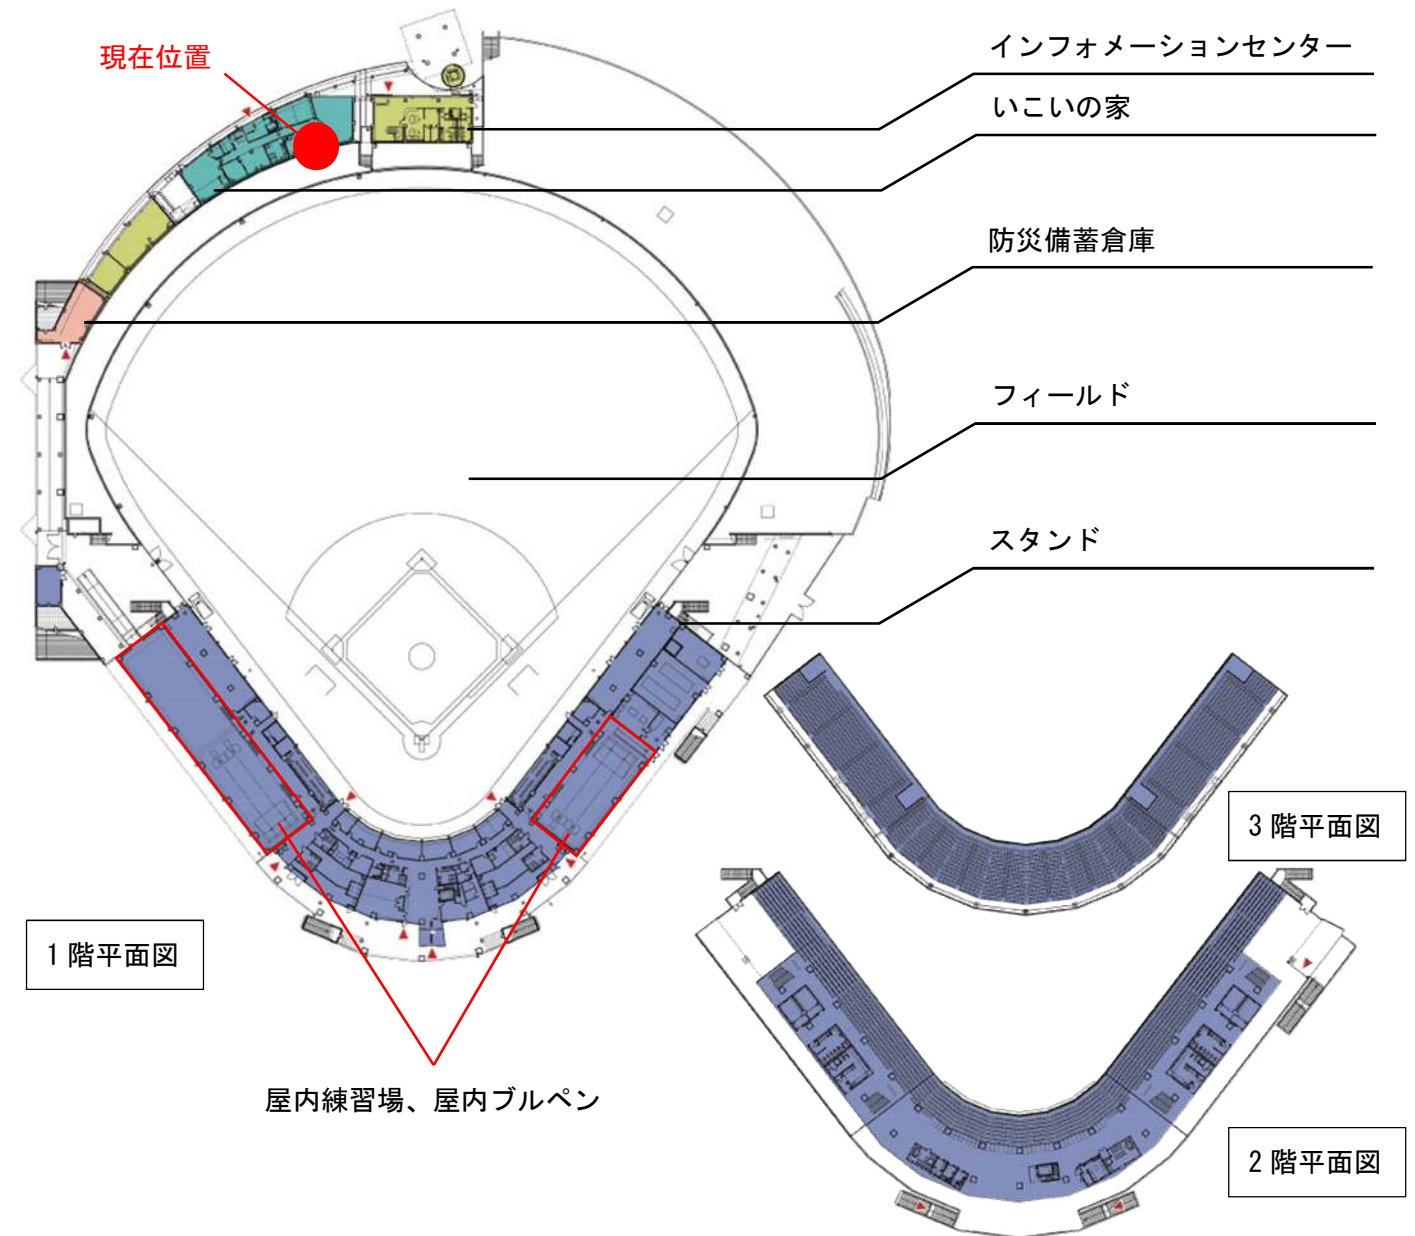 現在位置
インフォメーションセンター
いこいの家
防災備蓄倉庫
フィールド
スタンド
3階平面図
1階平面図
屋内練習場、屋内ブルペン
2階平面図